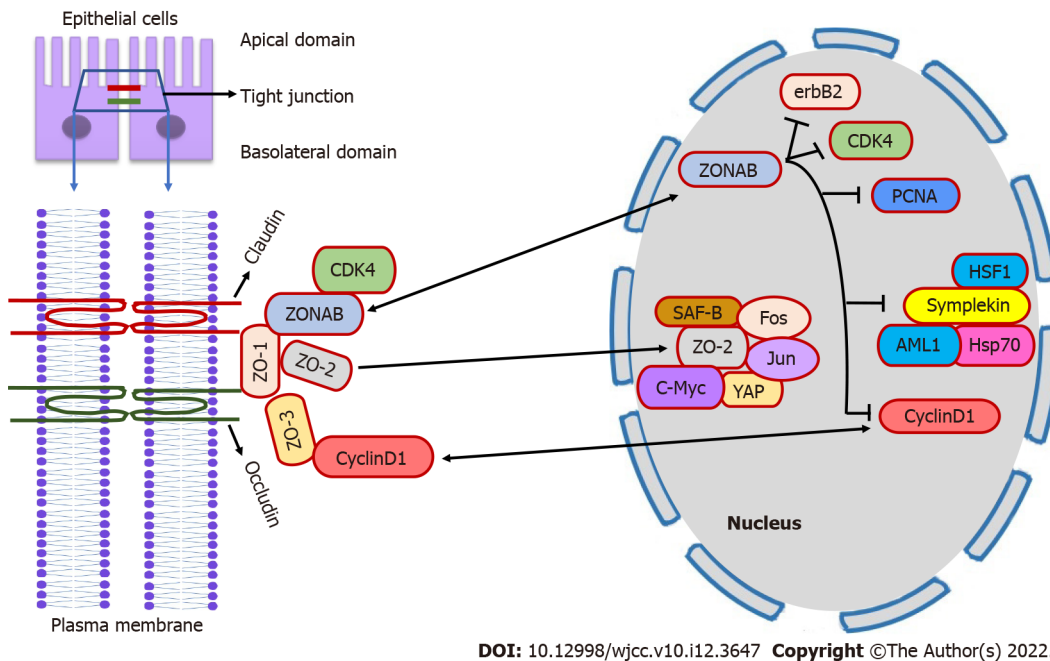 Epithelial cells
Apical domain
Tight junction
Basolateral domain
Claudin
CDK4
ZONAB
ZO-1
ZO-2
ZO-3
CyclinD1
Occludin
Plasma membrane
erbB2
CDK4
ZONAB
PCNA
HSF1
Symplekin
AML1
Hsp70
SAF-B
Fos
ZO-2
Jun
C-Myc
YAP
CyclinD1
Nucleus
DOI: 10.12998/wjcc.v10.i12.3647 Copyright ©The Author(s) 2022